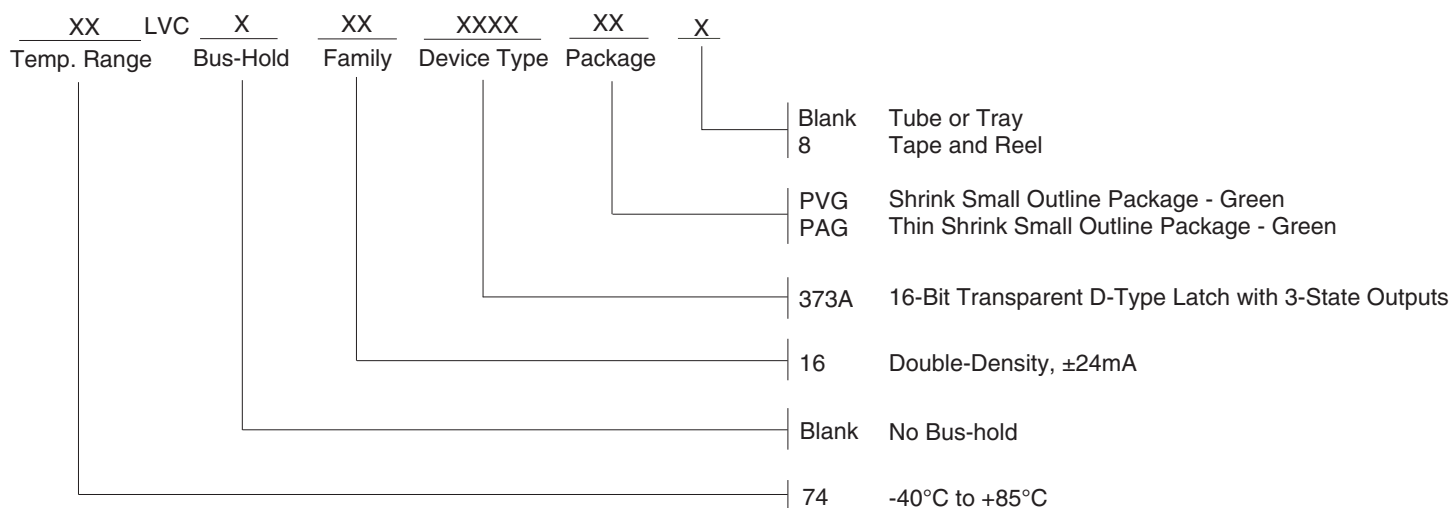 XX LVC X XX XXXX XX X
Temp. Range Bus-Hold Family Device Type Package
Blank Tube or Tray
8 Tape and Reel
PVG Shrink Small Outline Package - Green
PAG Thin Shrink Small Outline Package - Green
373A 16-Bit Transparent D-Type Latch with 3-State Outputs
16 Double-Density, ±24mA
Blank No Bus-hold
74 -40°C to +85°C